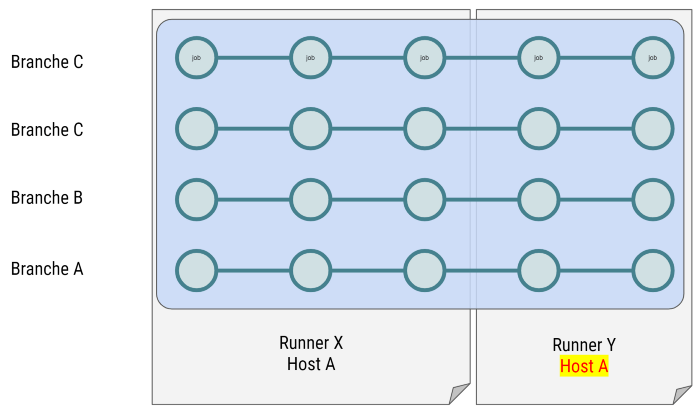 Branche C
job job job job job
Branche C
Branche B
Branche A
Runner X
Host A
Runner Y
Host A